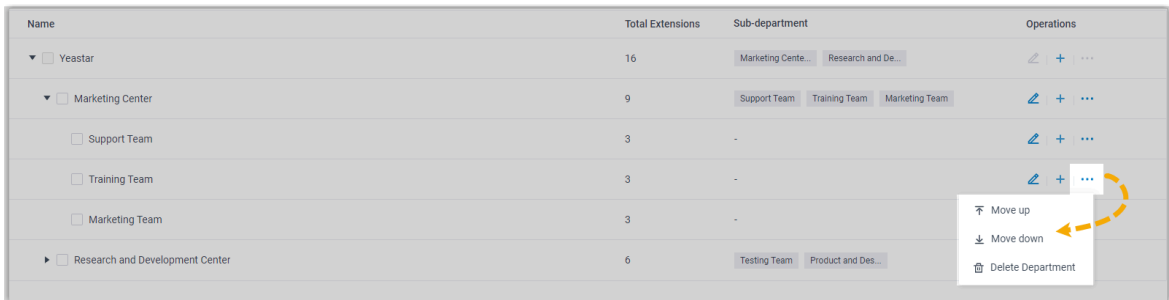 Name Total Extensions Sub-department Operations
Yeastar 16 Marketing Cente... Research and De...
Marketing Center 9 Support Team Training Team Marketing Team
Support Team 3 -
Training Team 3 -
Move up
Marketing Team 3 -
Move down
Research and Development Center 6 Testing Team Product and Des...
Delete Department